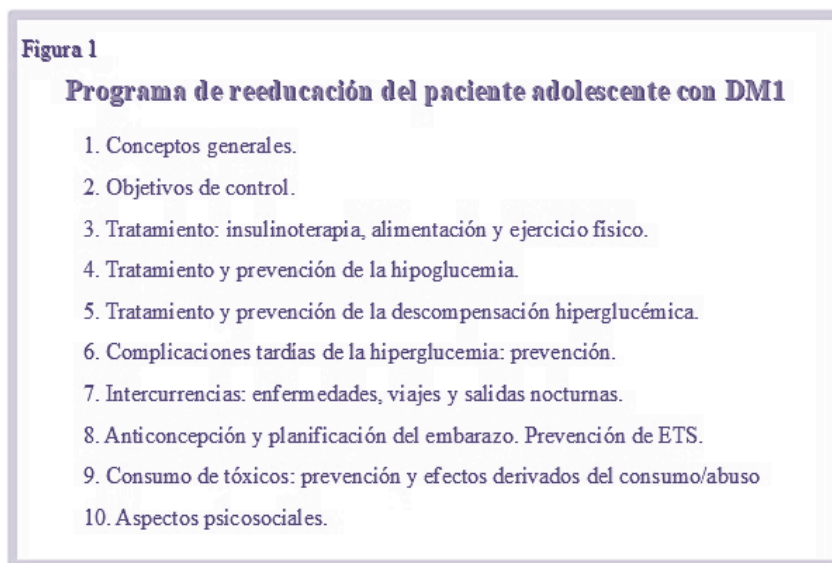 Figura 1
Programa de reeducación del paciente adolescente con DM1
1. Conceptos generales.
2. Objetivos de control.
3. Tratamiento: insulinoterapia, alimentación y ejercicio físico.
4. Tratamiento y prevención de la hipoglucemia.
5. Tratamiento y prevención de la descompensación hiperglucémica.
6. Complicaciones tardías de la hiperglucemia: prevención.
7. Intercurrencias: enfermedades, viajes y salidas nocturnas.
8. Anticoncepción y planificación del embarazo. Prevención de ETS.
9. Consumo de tóxicos: prevención y efectos derivados del consumo/abuso
10. Aspectos psicosociales.